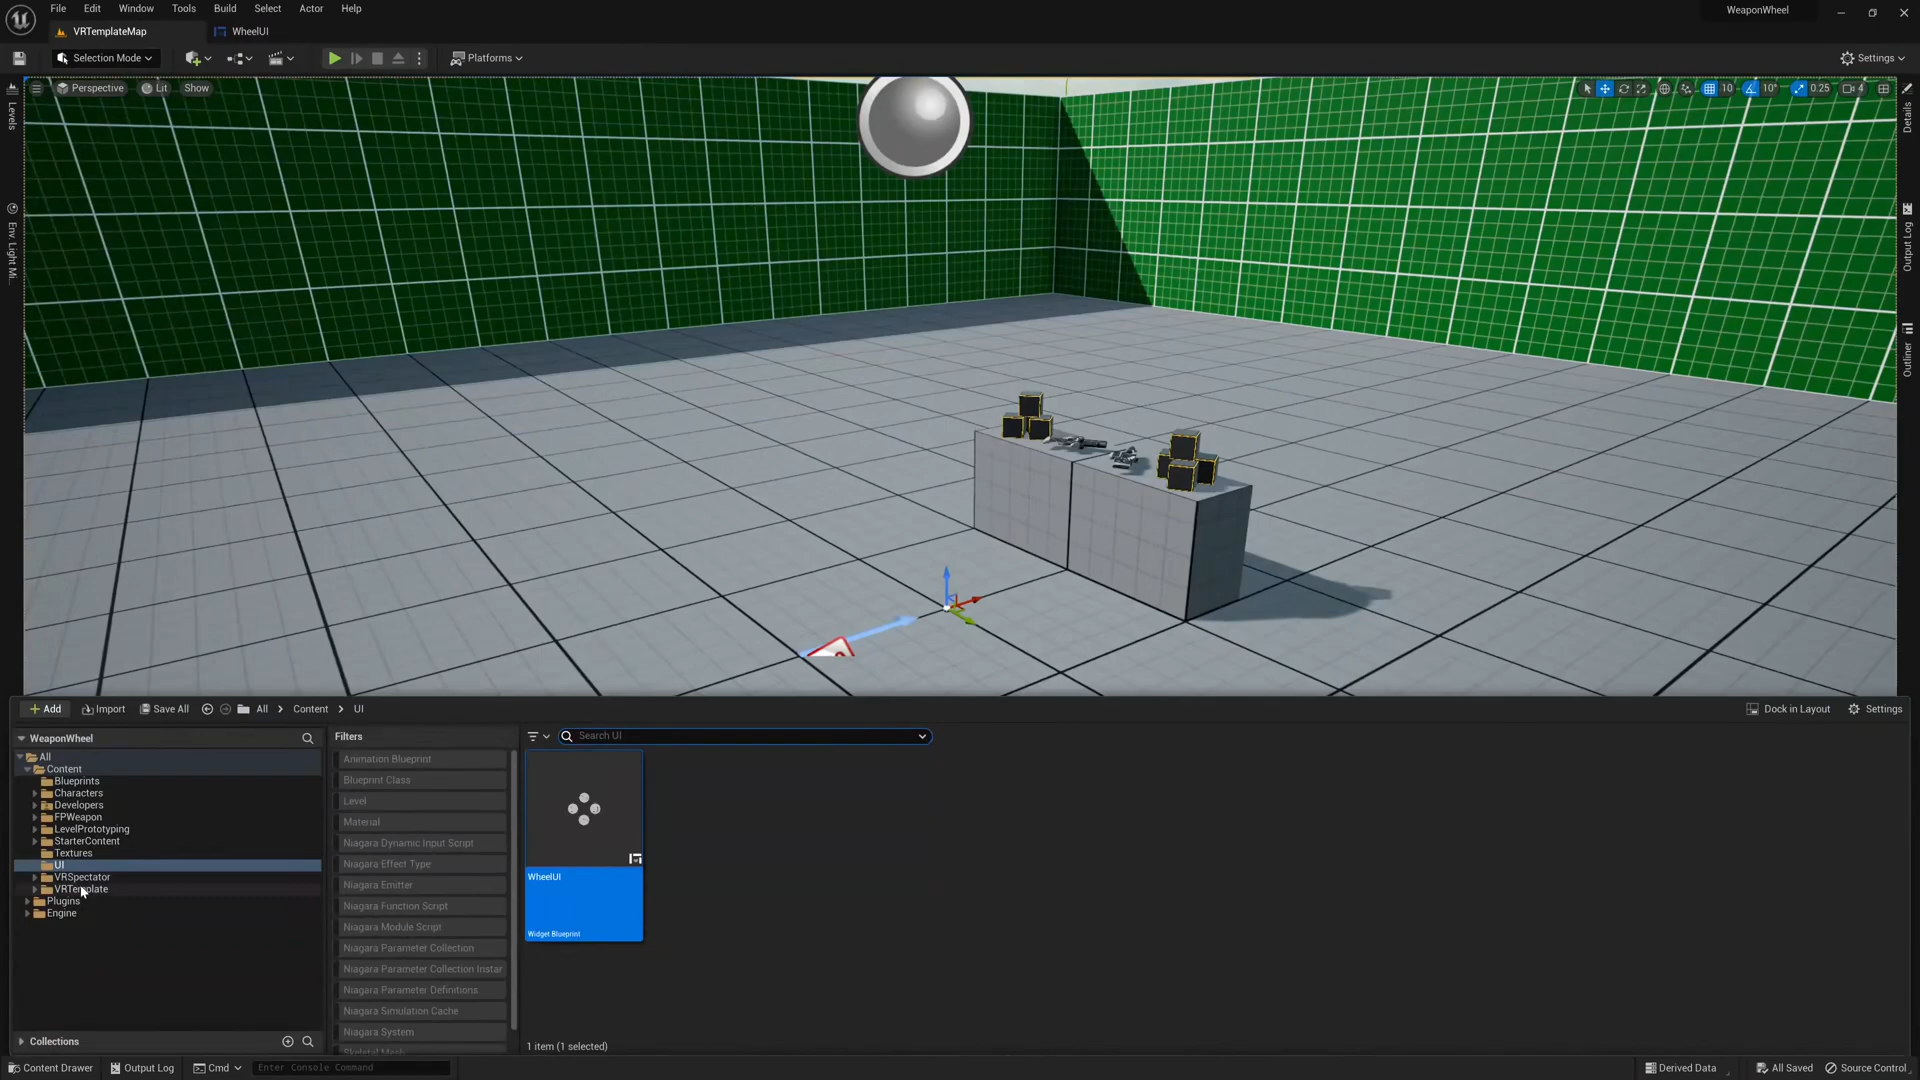 File Edit Window Tools Build Select Actor Help
WeaponWheel
VRTemplateMap
WheelUI
Selection Mode
Platforms
Settings
Perspective
Lit
Show
10
10°
0.25
4
Levels
Env. Light Mi...
Details
Output Log
Outliner
Add
Import
Save All
All
Content
UI
Dock in Layout
Settings
WeaponWheel
All
Content
Blueprints
Characters
Developers
FPWeapon
LevelPrototyping
StarterContent
Textures
UI
VRSpectator
VRTemplate
Plugins
Engine
Collections
Filters
Animation Blueprint
Blueprint Class
Level
Material
Niagara Dynamic Input Script
Niagara Effect Type
Niagara Emitter
Niagara Function Script
Niagara Module Script
Niagara Parameter Collection
Niagara Parameter Collection Instar
Niagara Parameter Definitions
Niagara Simulation Cache
Niagara System
Skeletal Mesh
Search UI
WheelUI
Widget Blueprint
1 item (1 selected)
Content Drawer
Output Log
Cmd
Enter Console Command
Derived Data
All Saved
Source Control